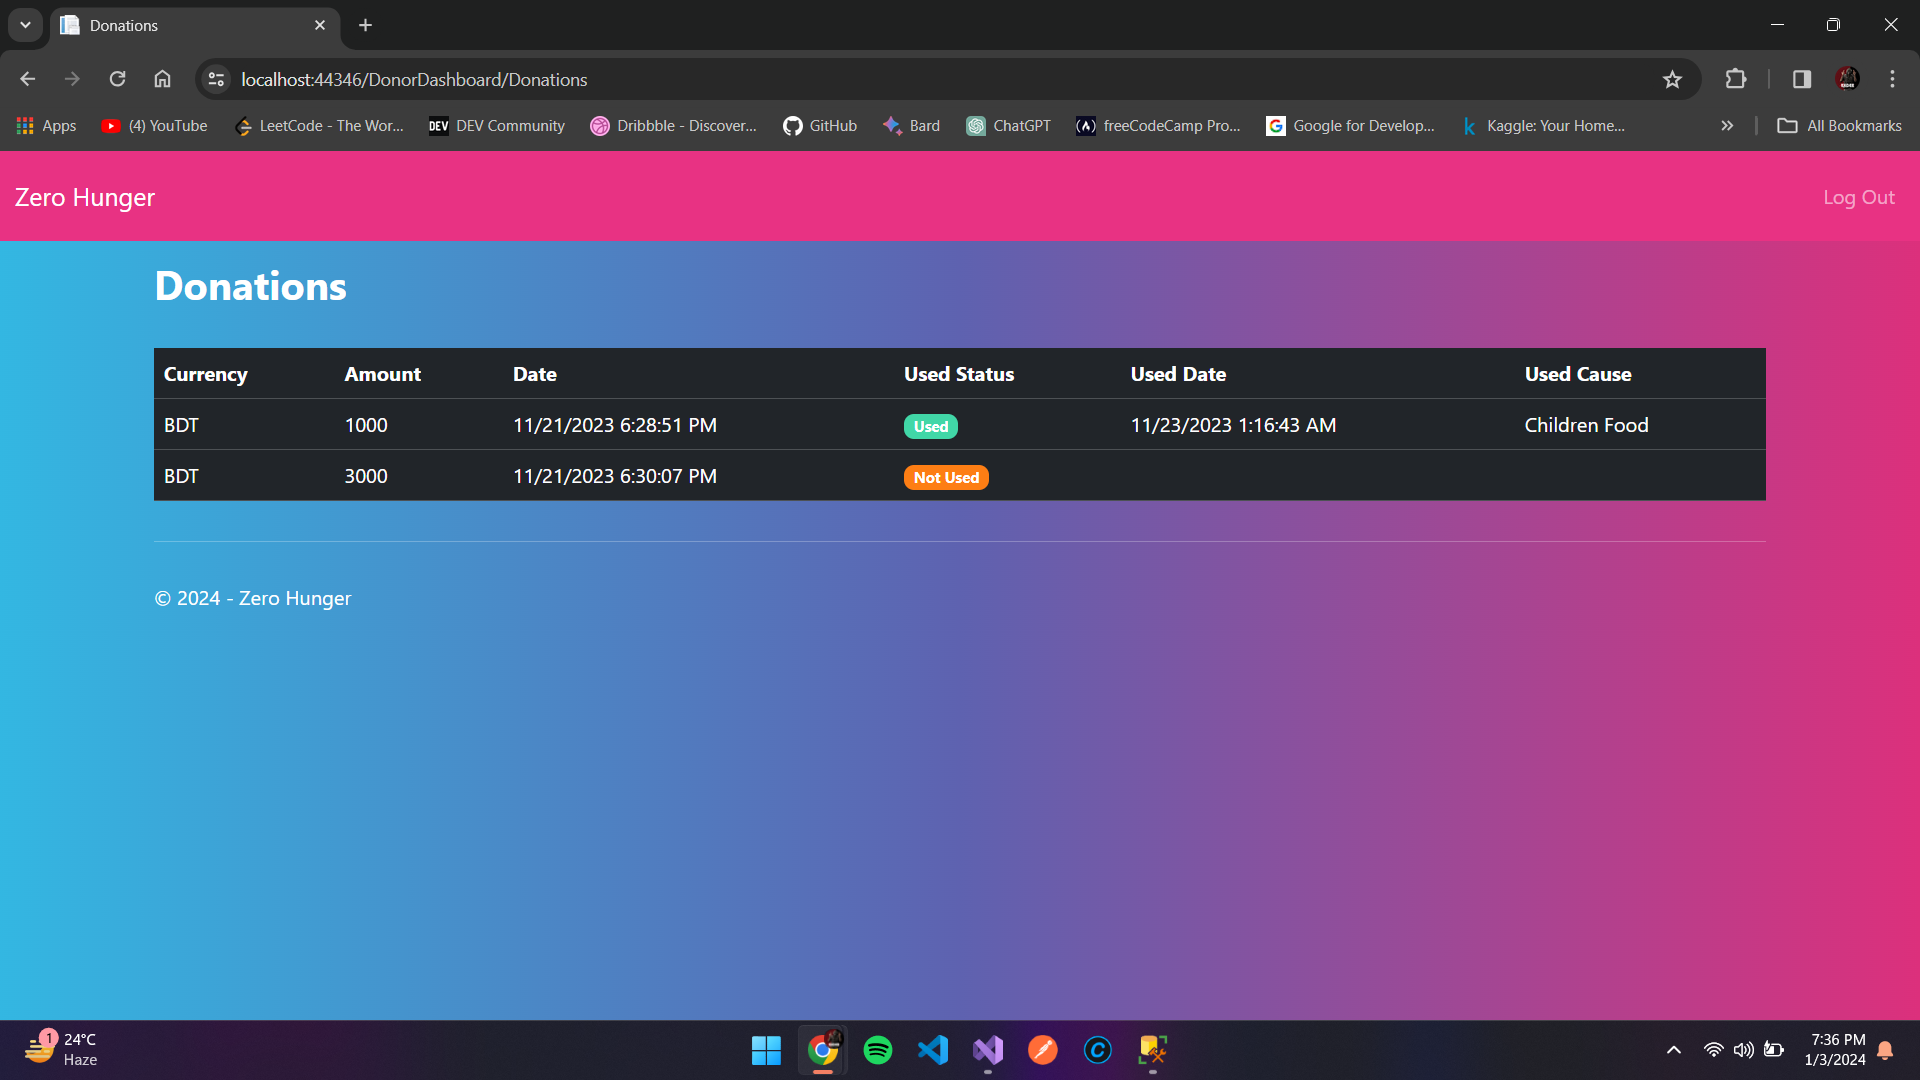 Donations
localhost:44346/DonorDashboard/Donations
Apps (4) YouTube LeetCode - The Wor... DEV DEV Community Dribbble - Discover... GitHub Bard ChatGPT freeCodeCamp Pro... Google for Develop... Kaggle: Your Home... All Bookmarks
Zero Hunger Log Out
Donations
Currency Amount Date Used Status Used Date Used Cause
BDT 1000 11/21/2023 6:28:51 PM Used 11/23/2023 1:16:43 AM Children Food
BDT 3000 11/21/2023 6:30:07 PM Not Used
© 2024 - Zero Hunger
1 24°C 7:36 PM
Haze 1/3/2024